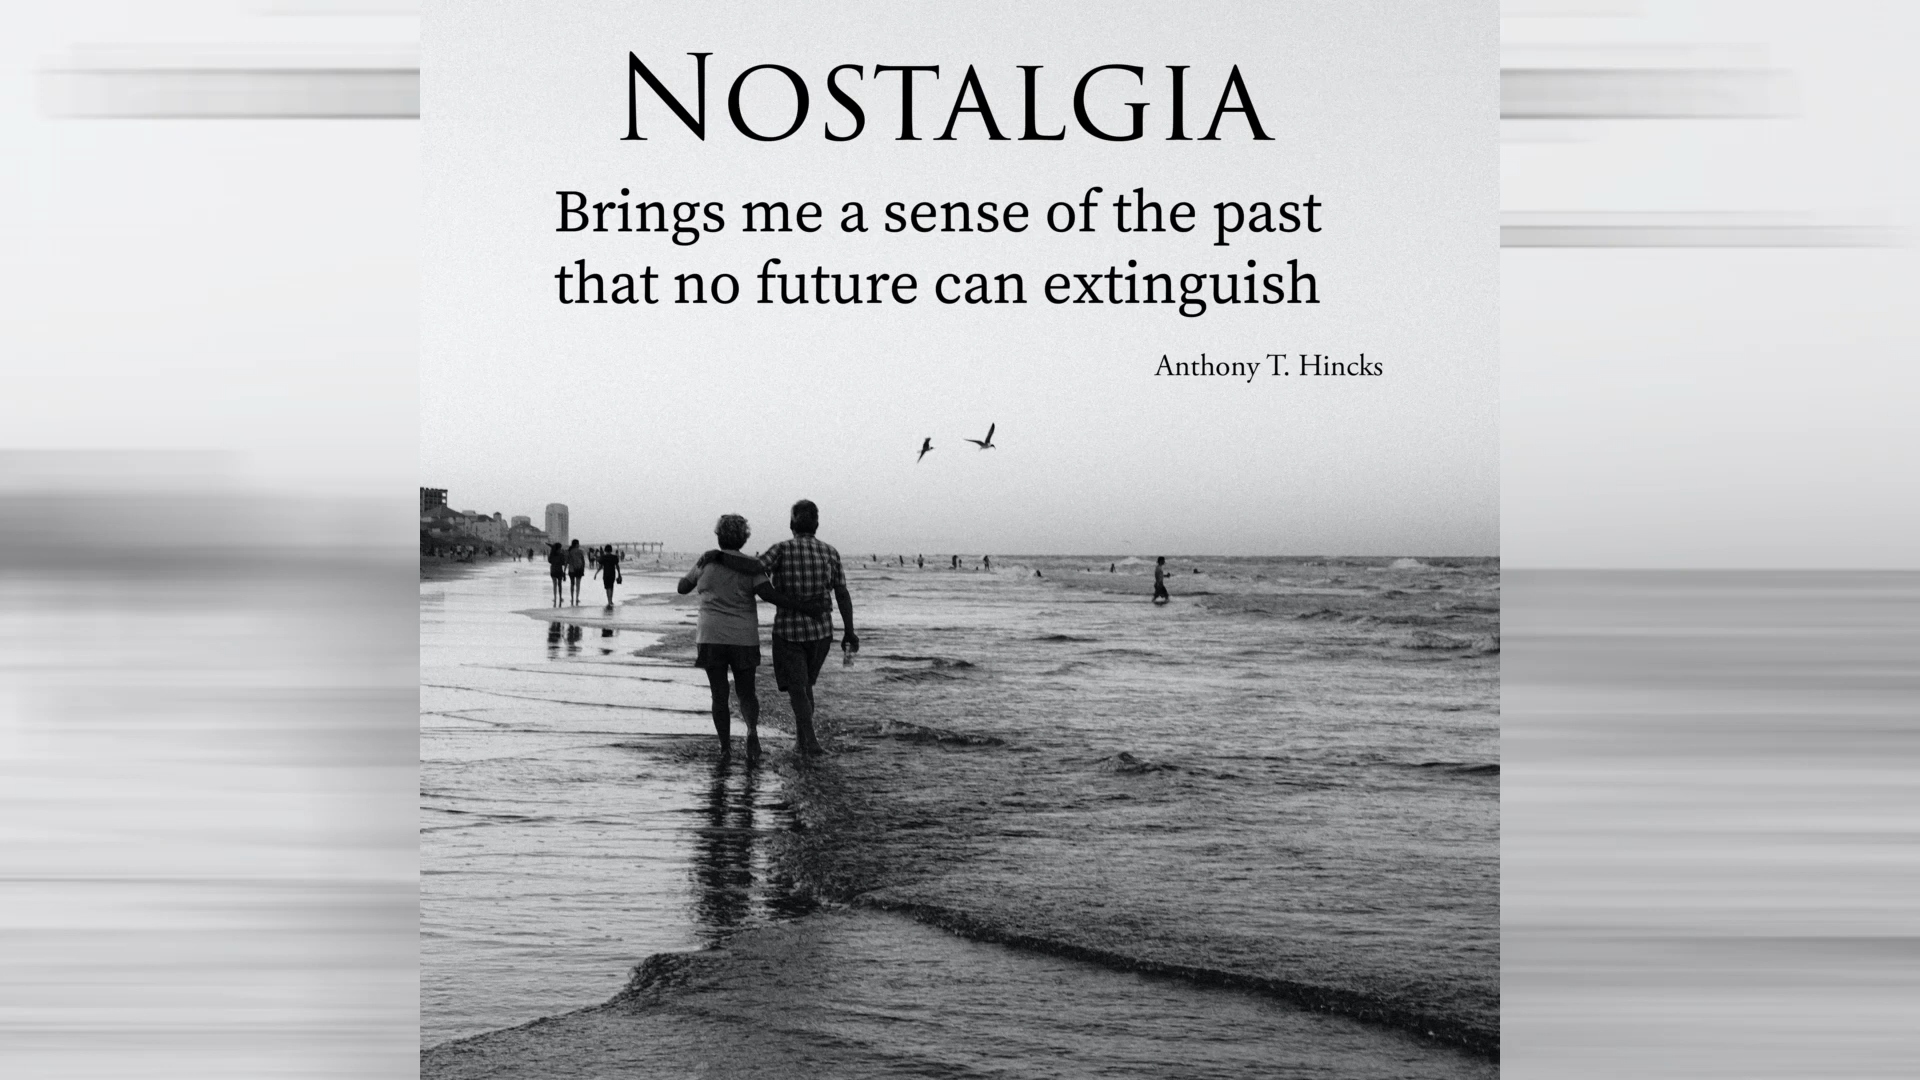 NOSTALGIA
Brings me a sense of the past
that no future can extinguish
Anthony T. Hincks